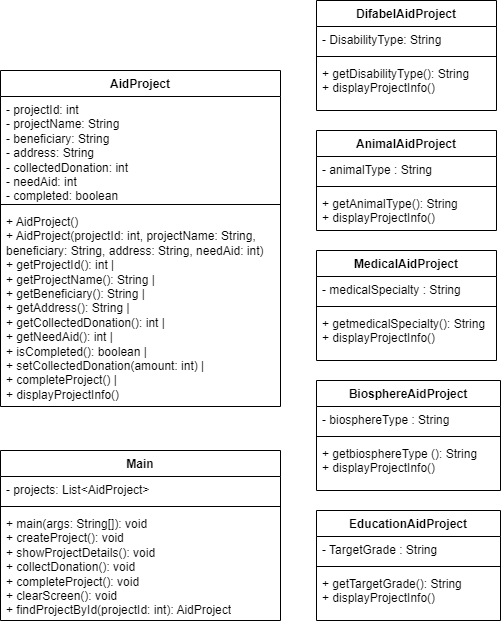 AidProject
- projectId: int
- projectName: String
- beneficiary: String
- address: String
- collectedDonation: int
- needAid: int
- completed: boolean
+ AidProject()
+ AidProject(projectId: int, projectName: String,
beneficiary: String, address: String, needAid: int)
+ getProjectId(): int |
+ getProjectName(): String |
+ getBeneficiary(): String |
+ getAddress(): String |
+ getCollectedDonation(): int |
+ getNeedAid(): int |
+ isCompleted(): boolean |
+ setCollectedDonation(amount: int) |
+ completeProject() |
+ displayProjectInfo()
Main
- projects: List<AidProject>
+ main(args: String[]): void
+ createProject(): void
+ showProjectDetails(): void
+ collectDonation(): void
+ completeProject(): void
+ clearScreen(): void
+ findProjectById(projectId: int): AidProject
DifabelAidProject
- DisabilityType: String
+ getDisabilityType(): String
+ displayProjectInfo()
AnimalAidProject
- animalType : String
+ getAnimalType(): String
+ displayProjectInfo()
MedicalAidProject
- medicalSpecialty : String
+ getmedicalSpecialty(): String
+ displayProjectInfo()
BiosphereAidProject
- biosphereType : String
+ getbiosphereType (): String
+ displayProjectInfo()
EducationAidProject
- TargetGrade : String
+ getTargetGrade(): String
+ displayProjectInfo()